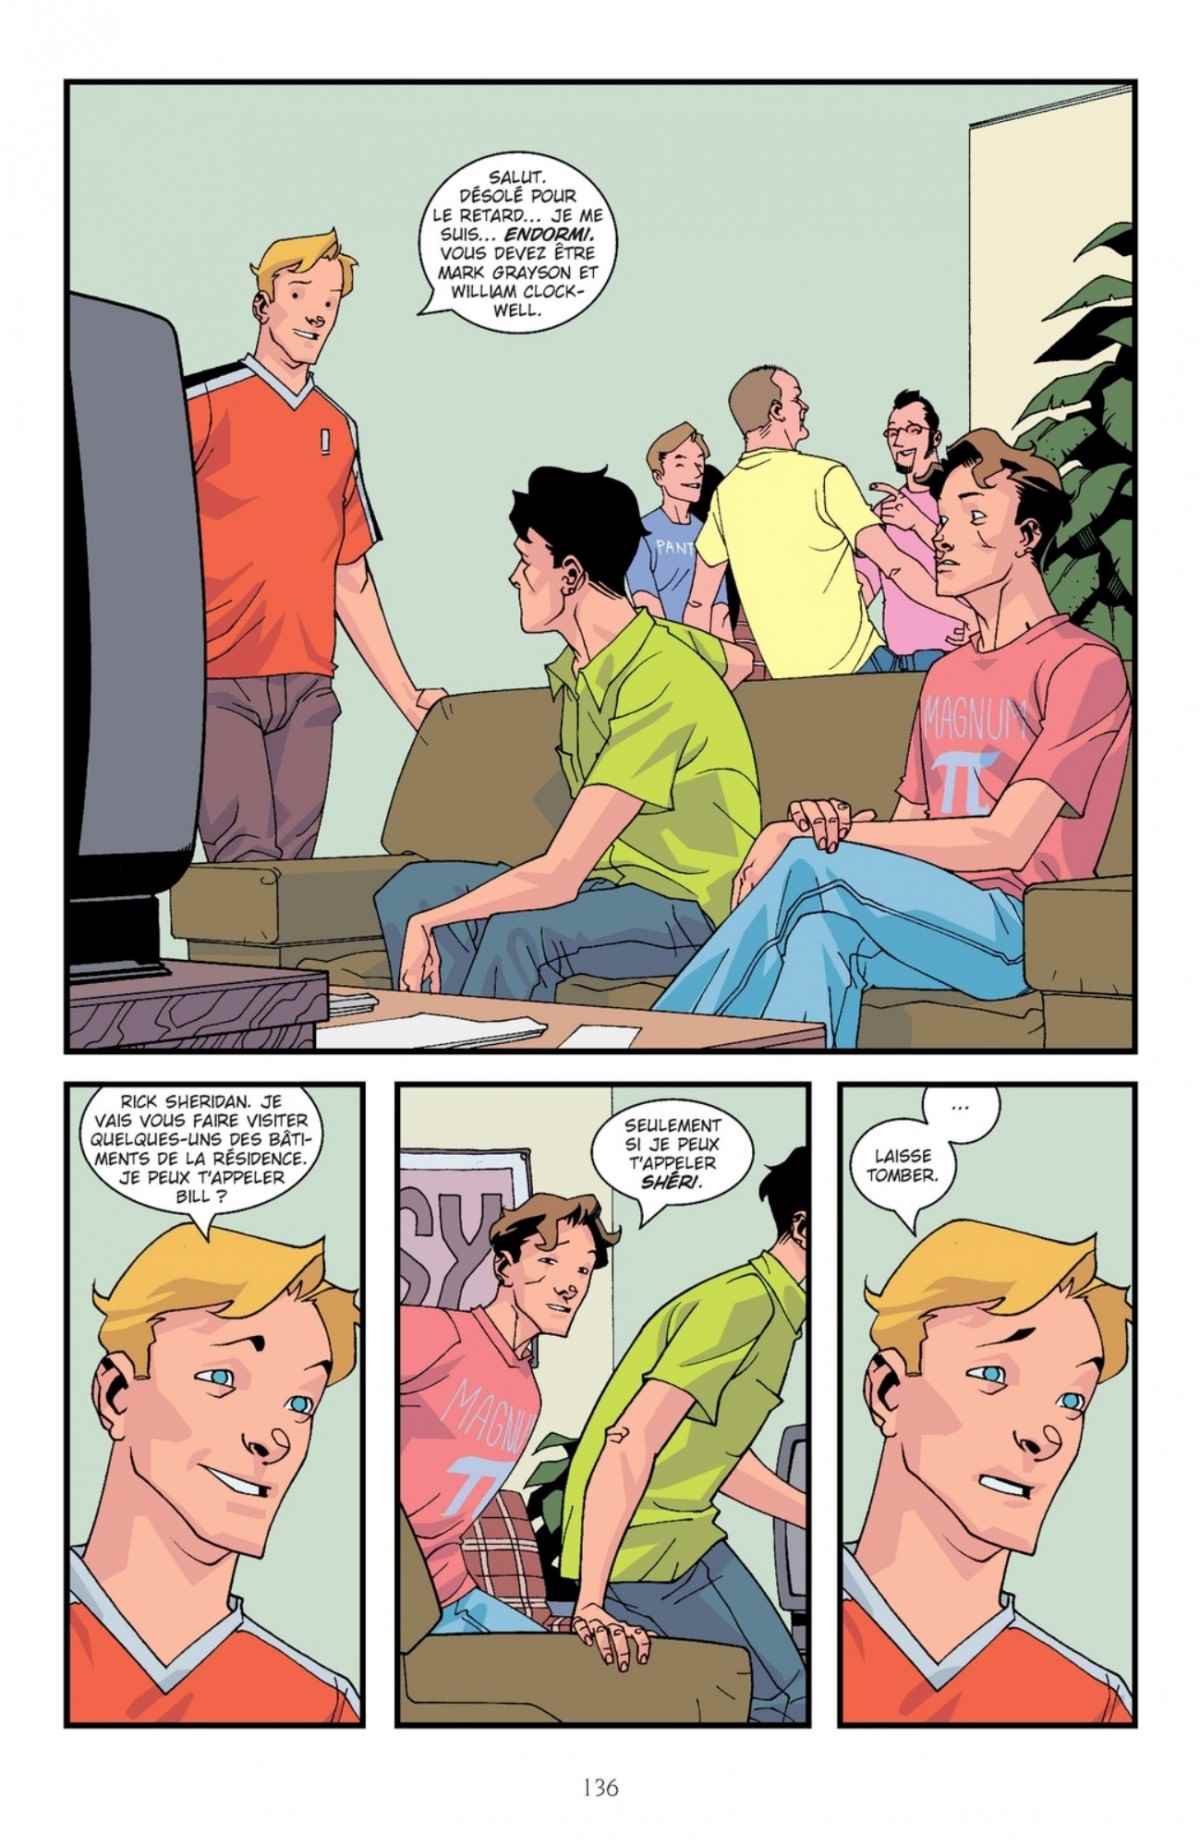 SALUT.
DÉSOLÉ POUR
LE RETARD... JE ME
SUIS... ENDORMI.
VOUS DEVEZ ÊTRE
MARK GRAYSON ET
WILLIAM CLOCK-
WELL.
PANT
MAGNUM
π
RICK SHERIDAN. JE
VAIS VOUS FAIRE VISITER
QUELQUES-UNS DES BÂTI-
MENTS DE LA RÉSIDENCE.
JE PEUX T'APPELER
BILL ?
SEULEMENT
SI JE PEUX
T'APPELER
SHÉRI.
SY
MAGNU
π
...
LAISSE
TOMBER.
136